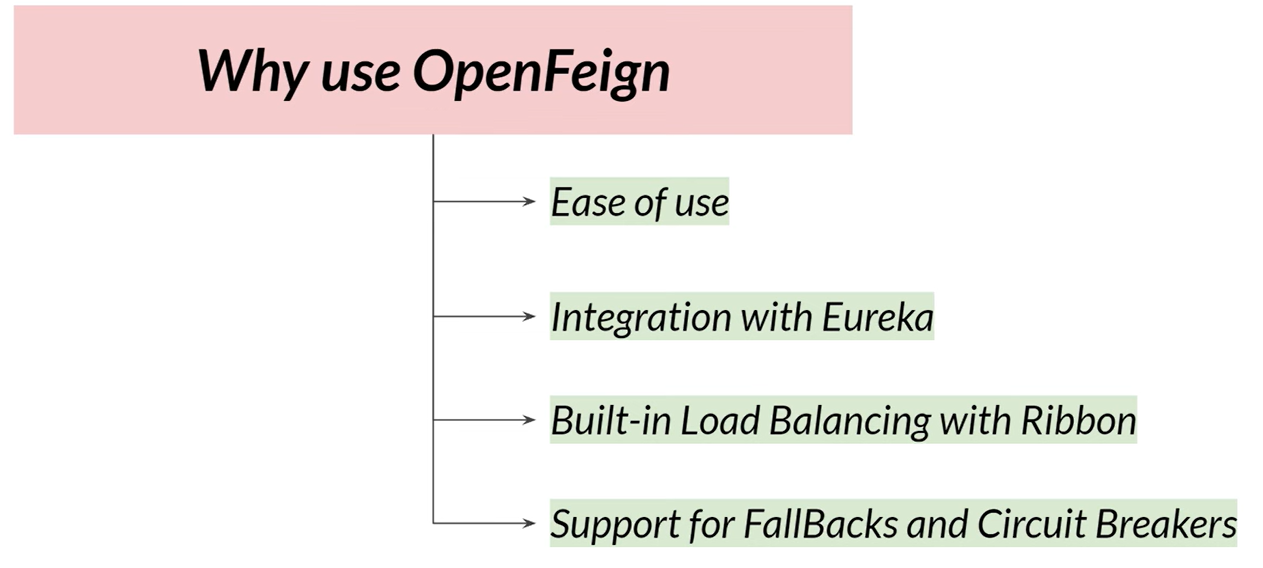 Why use OpenFeign
Ease of use
Integration with Eureka
Built-in Load Balancing with Ribbon
Support for FallBacks and Circuit Breakers